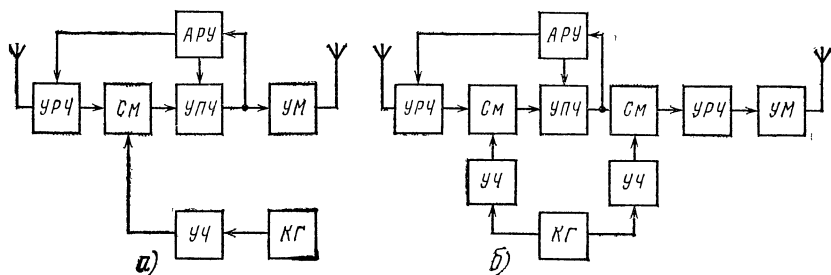 АРУ
УРЧ СМ УПЧ УМ
УЧ КГ
а)
АРУ
УРЧ СМ УПЧ СМ УРЧ УМ
УЧ УЧ
КГ
б)